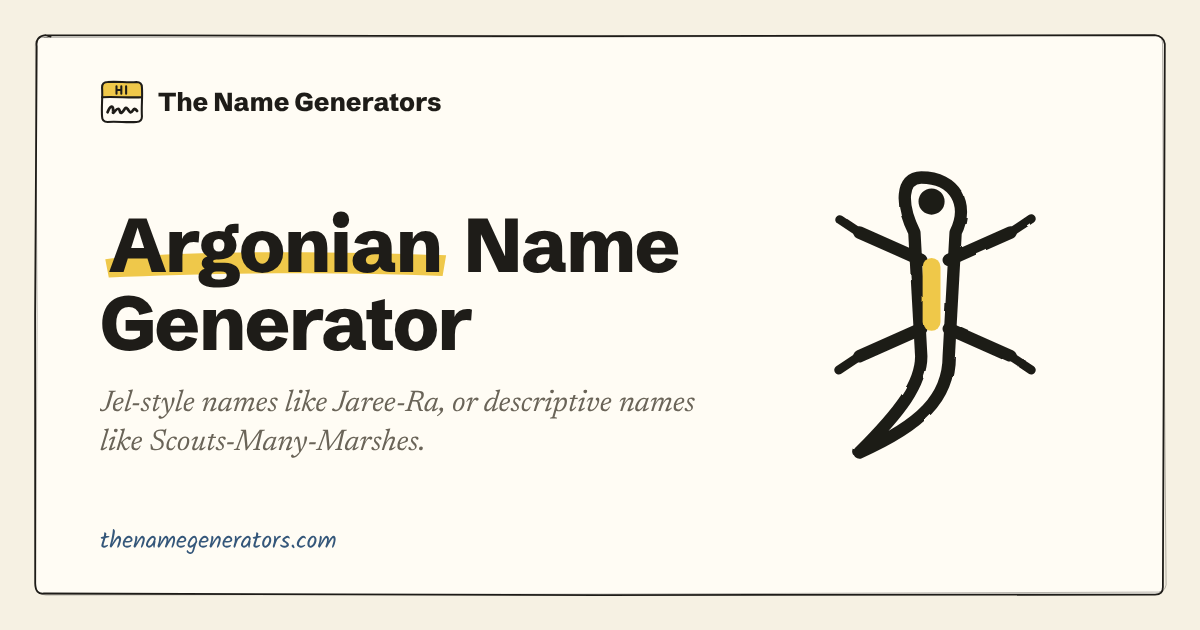 HI
The Name Generators
Argonian Name
Generator
Jel-style names like Jaree-Ra, or descriptive names
like Scouts-Many-Marshes.
thenamegenerators.com